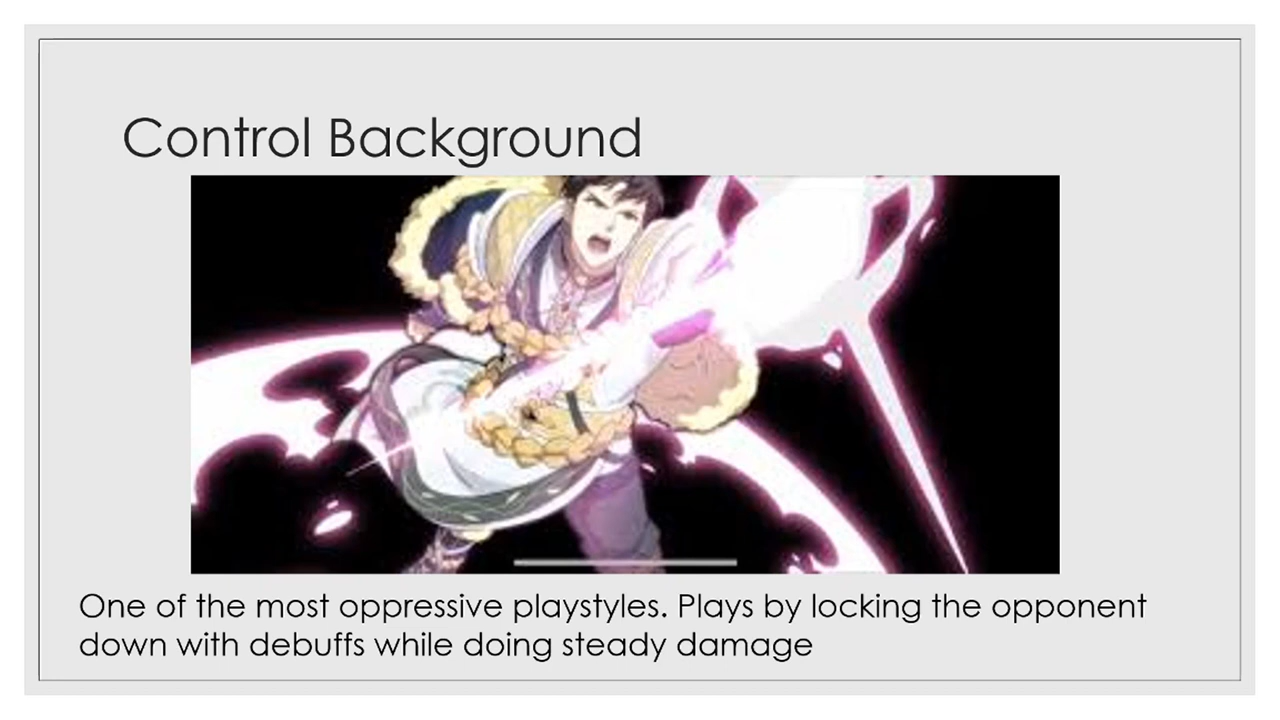 Control Background
One of the most oppressive playstyles. Plays by locking the opponent
down with debuffs while doing steady damage